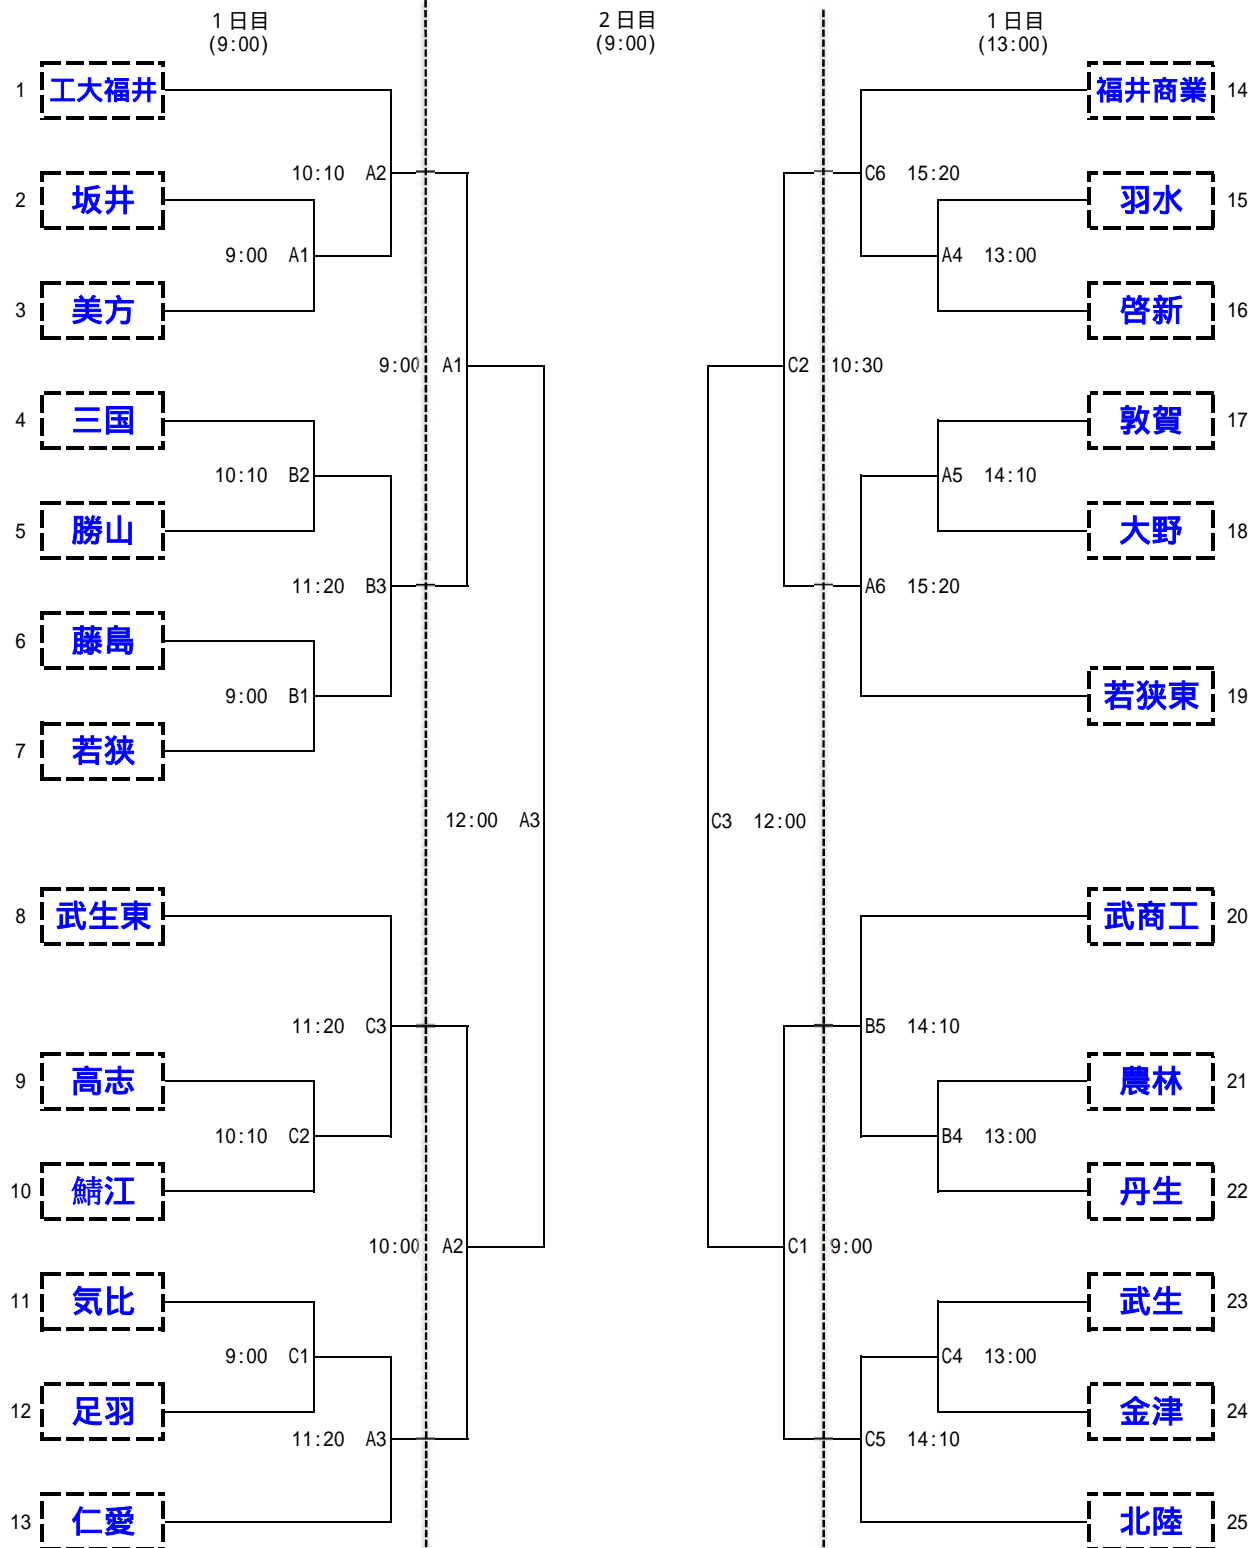 1日目 2日目 1日目
(9:00) (9:00) (13:00)
1 工大福井 福井商業 14
10:10 A2 C6 15:20
2 坂井 羽水 15
9:00 A1 A4 13:00
3 美方 啓新 16
9:00 A1 C2 10:30
4 三国 敦賀 17
10:10 B2 A5 14:10
5 勝山 大野 18
11:20 B3 A6 15:20
6 藤島
9:00 B1 若狭東 19
7 若狭
12:00 A3 C3 12:00
8 武生東 武商工 20
11:20 C3 B5 14:10
9 高志 農林 21
10:10 C2 B4 13:00
10 鯖江 丹生 22
10:00 A2 C1 9:00
11 気比 武生 23
9:00 C1 C4 13:00
12 足羽 金津 24
11:20 A3 C5 14:10
13 仁愛 北陸 25